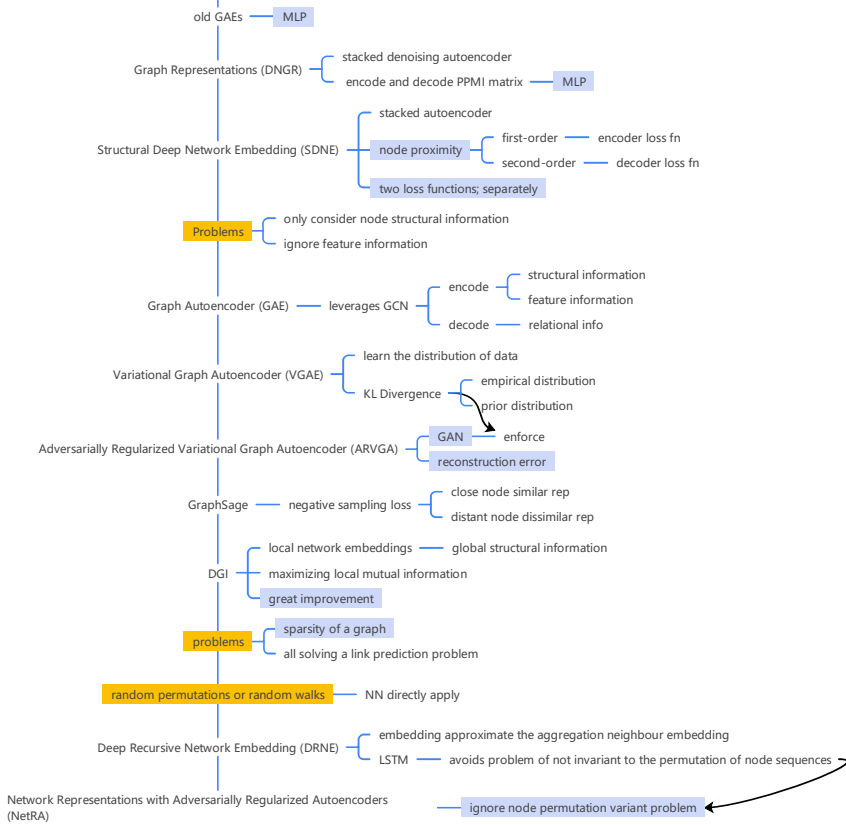 old GAEs
MLP
Graph Representations (DNGR)
stacked denoising autoencoder
encode and decode PPMI matrix
MLP
Structural Deep Network Embedding (SDNE)
stacked autoencoder
node proximity
first-order
encoder loss fn
second-order
decoder loss fn
two loss functions; separately
Problems
only consider node structural information
ignore feature information
Graph Autoencoder (GAE)
leverages GCN
encode
structural information
feature information
decode
relational info
Variational Graph Autoencoder (VGAE)
learn the distribution of data
KL Divergence
empirical distribution
prior distribution
Adversarially Regularized Variational Graph Autoencoder (ARVGA)
GAN
enforce
reconstruction error
GraphSage
negative sampling loss
close node similar rep
distant node dissimilar rep
DGI
local network embeddings
global structural information
maximizing local mutual information
great improvement
problems
sparsity of a graph
all solving a link prediction problem
random permutations or random walks
NN directly apply
Deep Recursive Network Embedding (DRNE)
embedding approximate the aggregation neighbour embedding
LSTM
avoids problem of not invariant to the permutation of node sequences
Network Representations with Adversarially Regularized Autoencoders
(NetRA)
ignore node permutation variant problem